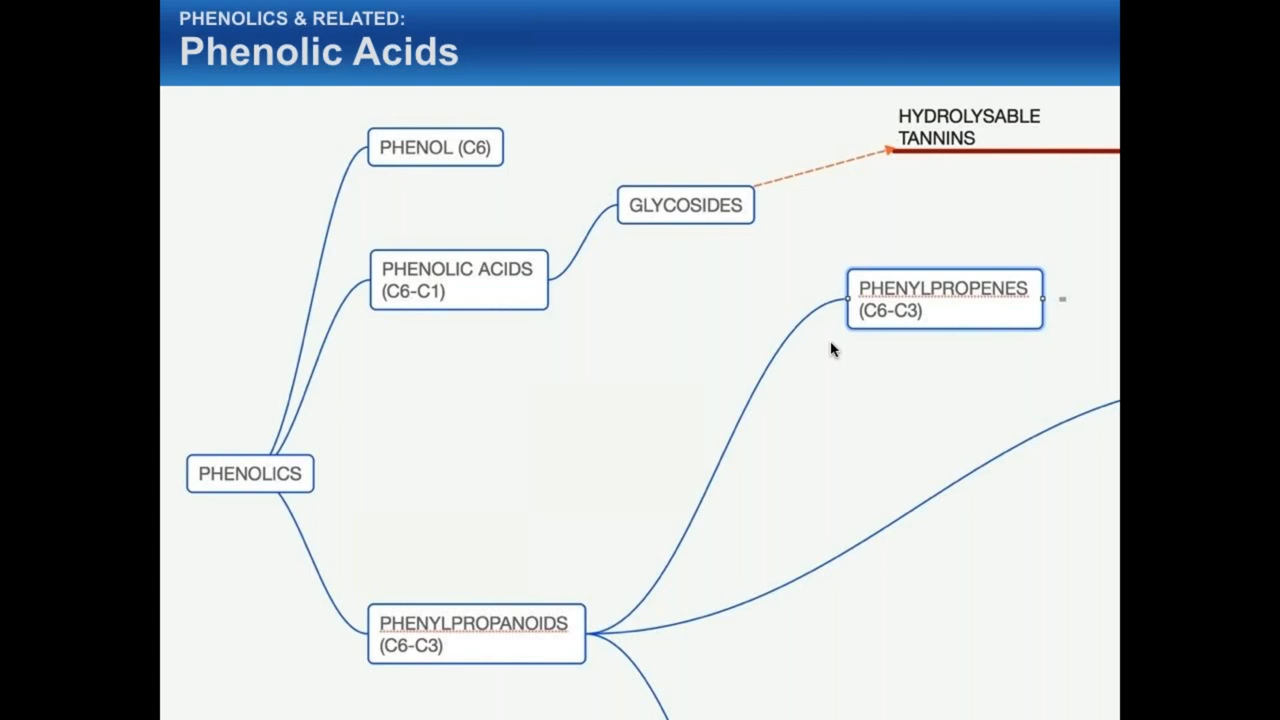 PHENOLICS & RELATED:
Phenolic Acids
HYDROLYSABLE
TANNINS
PHENOL (C6)
GLYCOSIDES
PHENOLIC ACIDS
(C6-C1)
PHENYLPROPENES
(C6-C3)
PHENOLICS
PHENYLPROPANOIDS
(C6-C3)